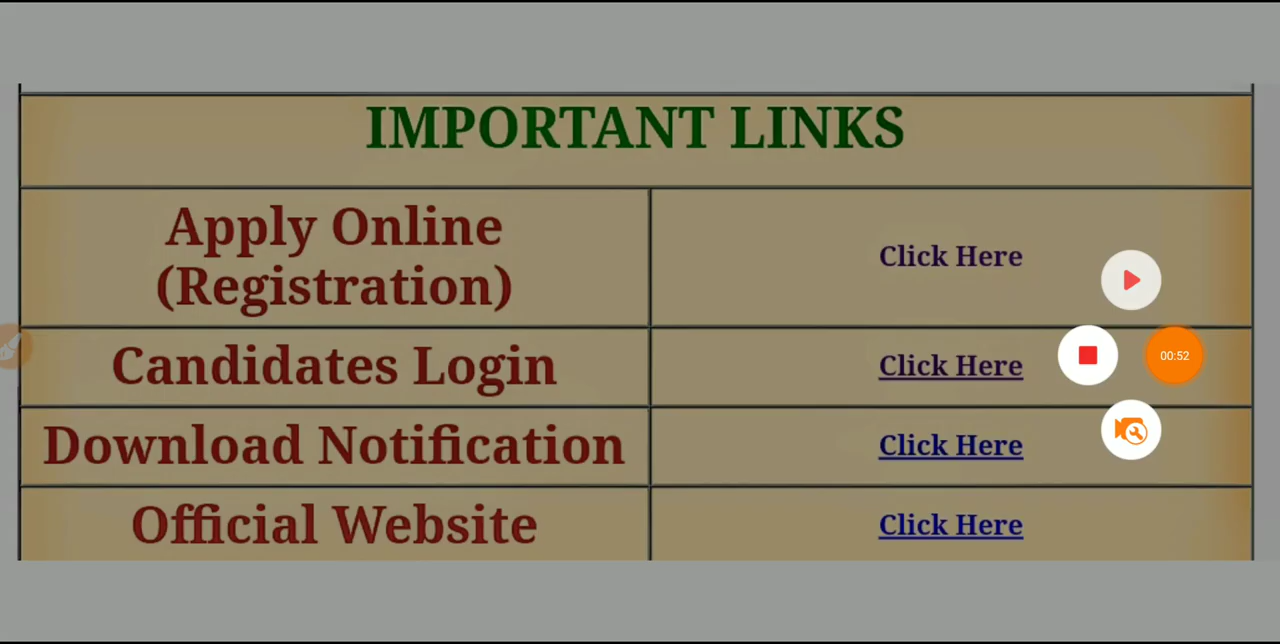 IMPORTANT LINKS
Apply Online
(Registration)
Click Here
Candidates Login
Click Here
Download Notification
Click Here
Official Website
Click Here
00:52